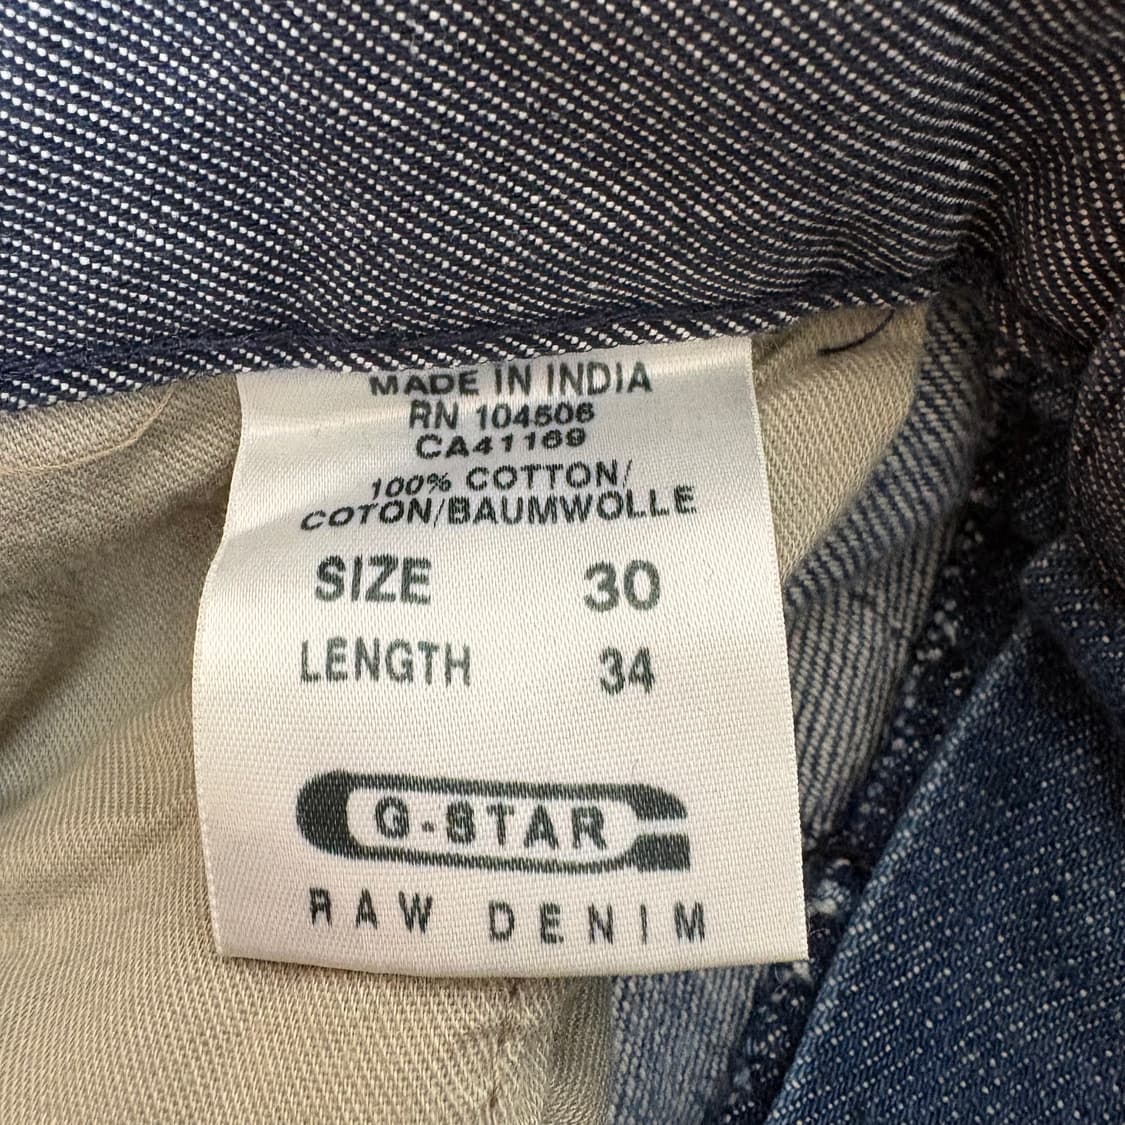 MADE IN INDIA
RN 104506
CA41169
100% COTTON/
COTON/BAUMWOLLE
SIZE 30
LENGTH 34
G-STAR
RAW DENIM